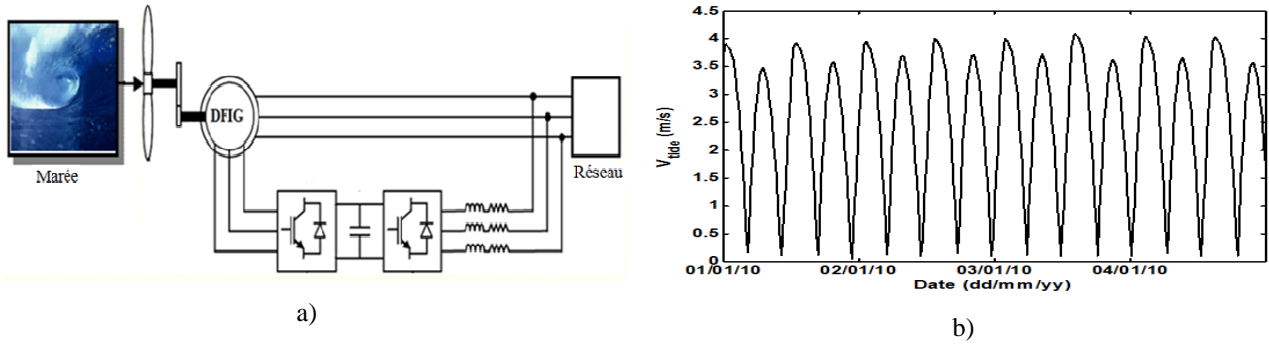 DFIG
Marée
Réseau
a)
4.5
4
3.5
3
2.5
2
1.5
1
0.5
0
V_tide (m/s)
01/01/10 02/01/10 03/01/10 04/01/10
Date (dd/mm/yy)
b)